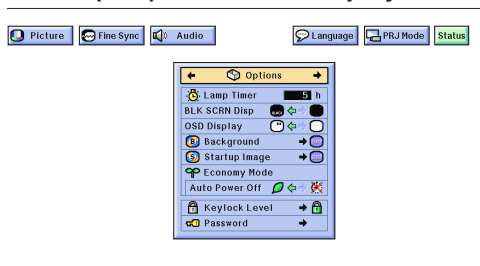 Picture Fine Sync Audio Language PRJ Mode Status
Options
Lamp Timer 5 h
BLK SCRN Disp
OSD Display
Background
Startup Image
Economy Mode
Auto Power Off
Keylock Level
Password